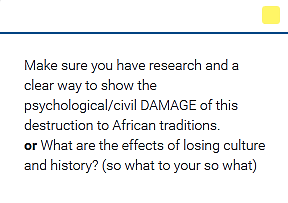 Make sure you have research and a
clear way to show the
psychological/civil DAMAGE of this
destruction to African traditions.
or What are the effects of losing culture
and history? (so what to your so what)